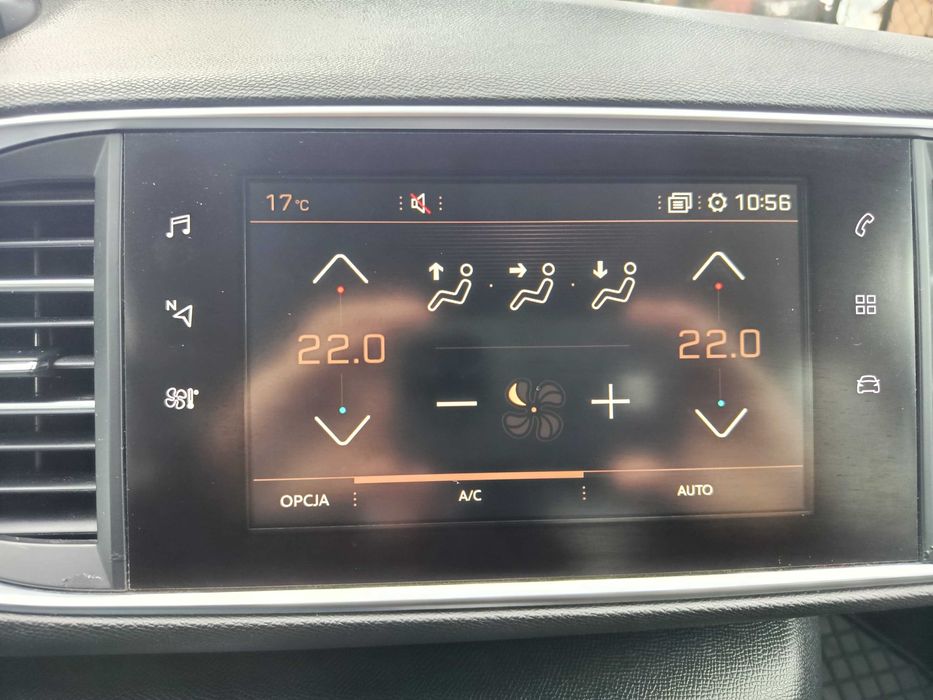 17°C 10:56
N
22.0 22.0
OPCJA A/C AUTO